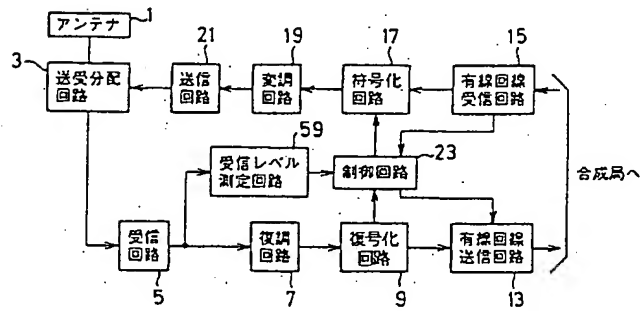 アンテナ
1
21
19
17
15
3
送受分配
回路
送信
回路
変調
回路
符号化
回路
有線回線
受信回路
59
受信レベル
測定回路
制御回路
23
合成局へ
受信
回路
復調
回路
復号化
回路
有線回線
送信回路
5
7
9
13